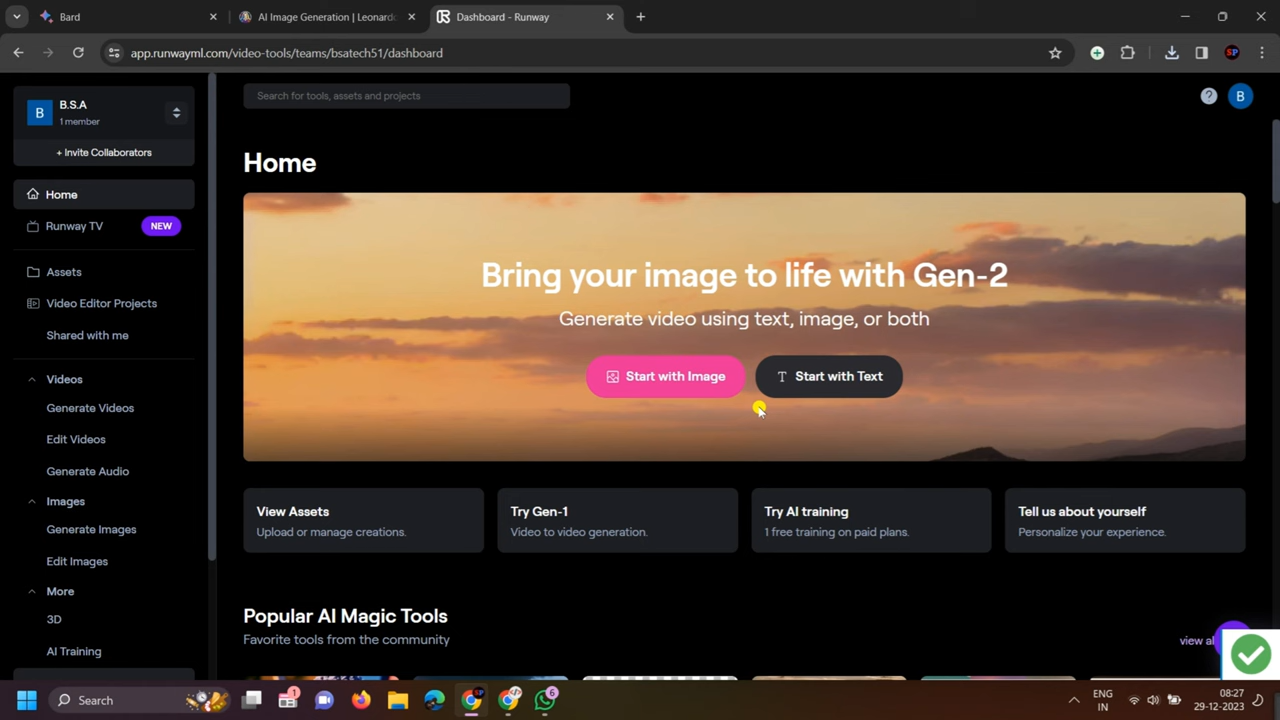 Bard
AI Image Generation | Leonardo
Dashboard - Runway
app.runwayml.com/video-tools/teams/bsatech51/dashboard
SP
B
B.S.A
1 member
+ Invite Collaborators
Home
Runway TV
NEW
Assets
Video Editor Projects
Shared with me
Videos
Generate Videos
Edit Videos
Generate Audio
Images
Generate Images
Edit Images
More
3D
AI Training
Search for tools, assets and projects
?
B
Home
Bring your image to life with Gen-2
Generate video using text, image, or both
Start with Image
T Start with Text
View Assets
Upload or manage creations.
Try Gen-1
Video to video generation.
Try AI training
1 free training on paid plans.
Tell us about yourself
Personalize your experience.
Popular AI Magic Tools
Favorite tools from the community
view al
Search
1
SP
6
ENG
IN
08:27
29-12-2023